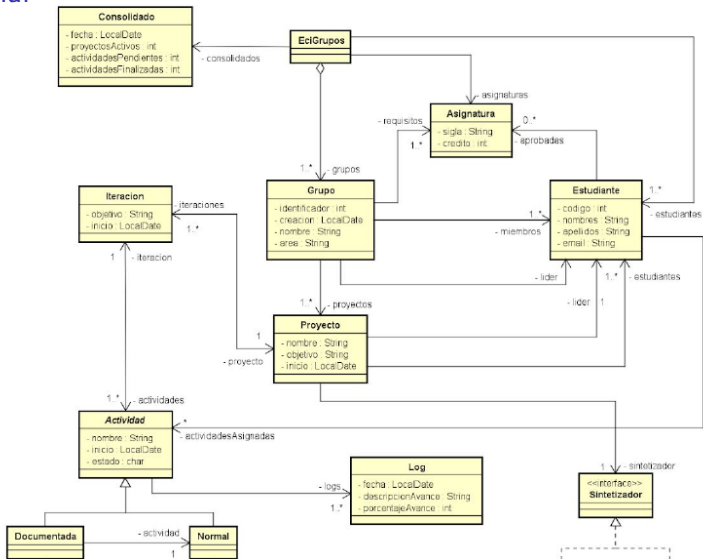 Consolidado
- fecha : LocalDate
- proyectosActivos : int
- actividadesPendientes : int
- actividadesFinalizadas : int
EciGrupos
- consolidados
- asignaturas
Asignatura
- sigla : String
- credito : int
- requisitos
1..*
0..*
- aprobadas
1..*
- grupos
Grupo
- identificador : int
- creacion : LocalDate
- nombre : String
- area : String
Estudiante
- codigo : int
- nombres : String
- apelidos : String
- email : String
1..*
- estudiantes
Iteracion
- objetivo : String
- inicio : LocalDate
- iteraciones
1..*
1..*
- miembros
1
- iteracion
- lider
- lider
1
1..*
- estudiantes
1..*
- proyectos
Proyecto
- nombre : String
- objetivo : String
- inicio : LocalDate
1
- proyecto
1..*
- actividades
Actividad
- nombre : String
- inicio : LocalDate
- estado : char
*
- actividadesAsignadas
Log
- fecha : LocalDate
- descripcionAvance : String
- porcentajeAvance : int
- logs
1..*
1
- sintetizador
<<interface>>
Sintetizador
Documentada
- actividad
1
Normal